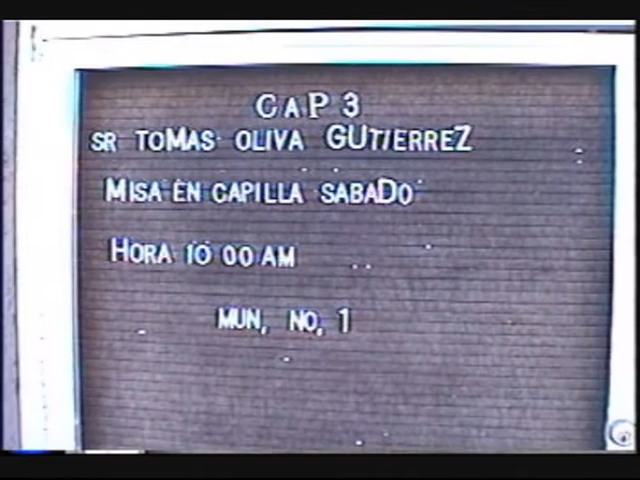 CAP 3
SR TOMAS OLIVA GUTIERREZ
MISA EN CAPILLA SABADO
HORA 10 00 AM
MUN, NO, 1